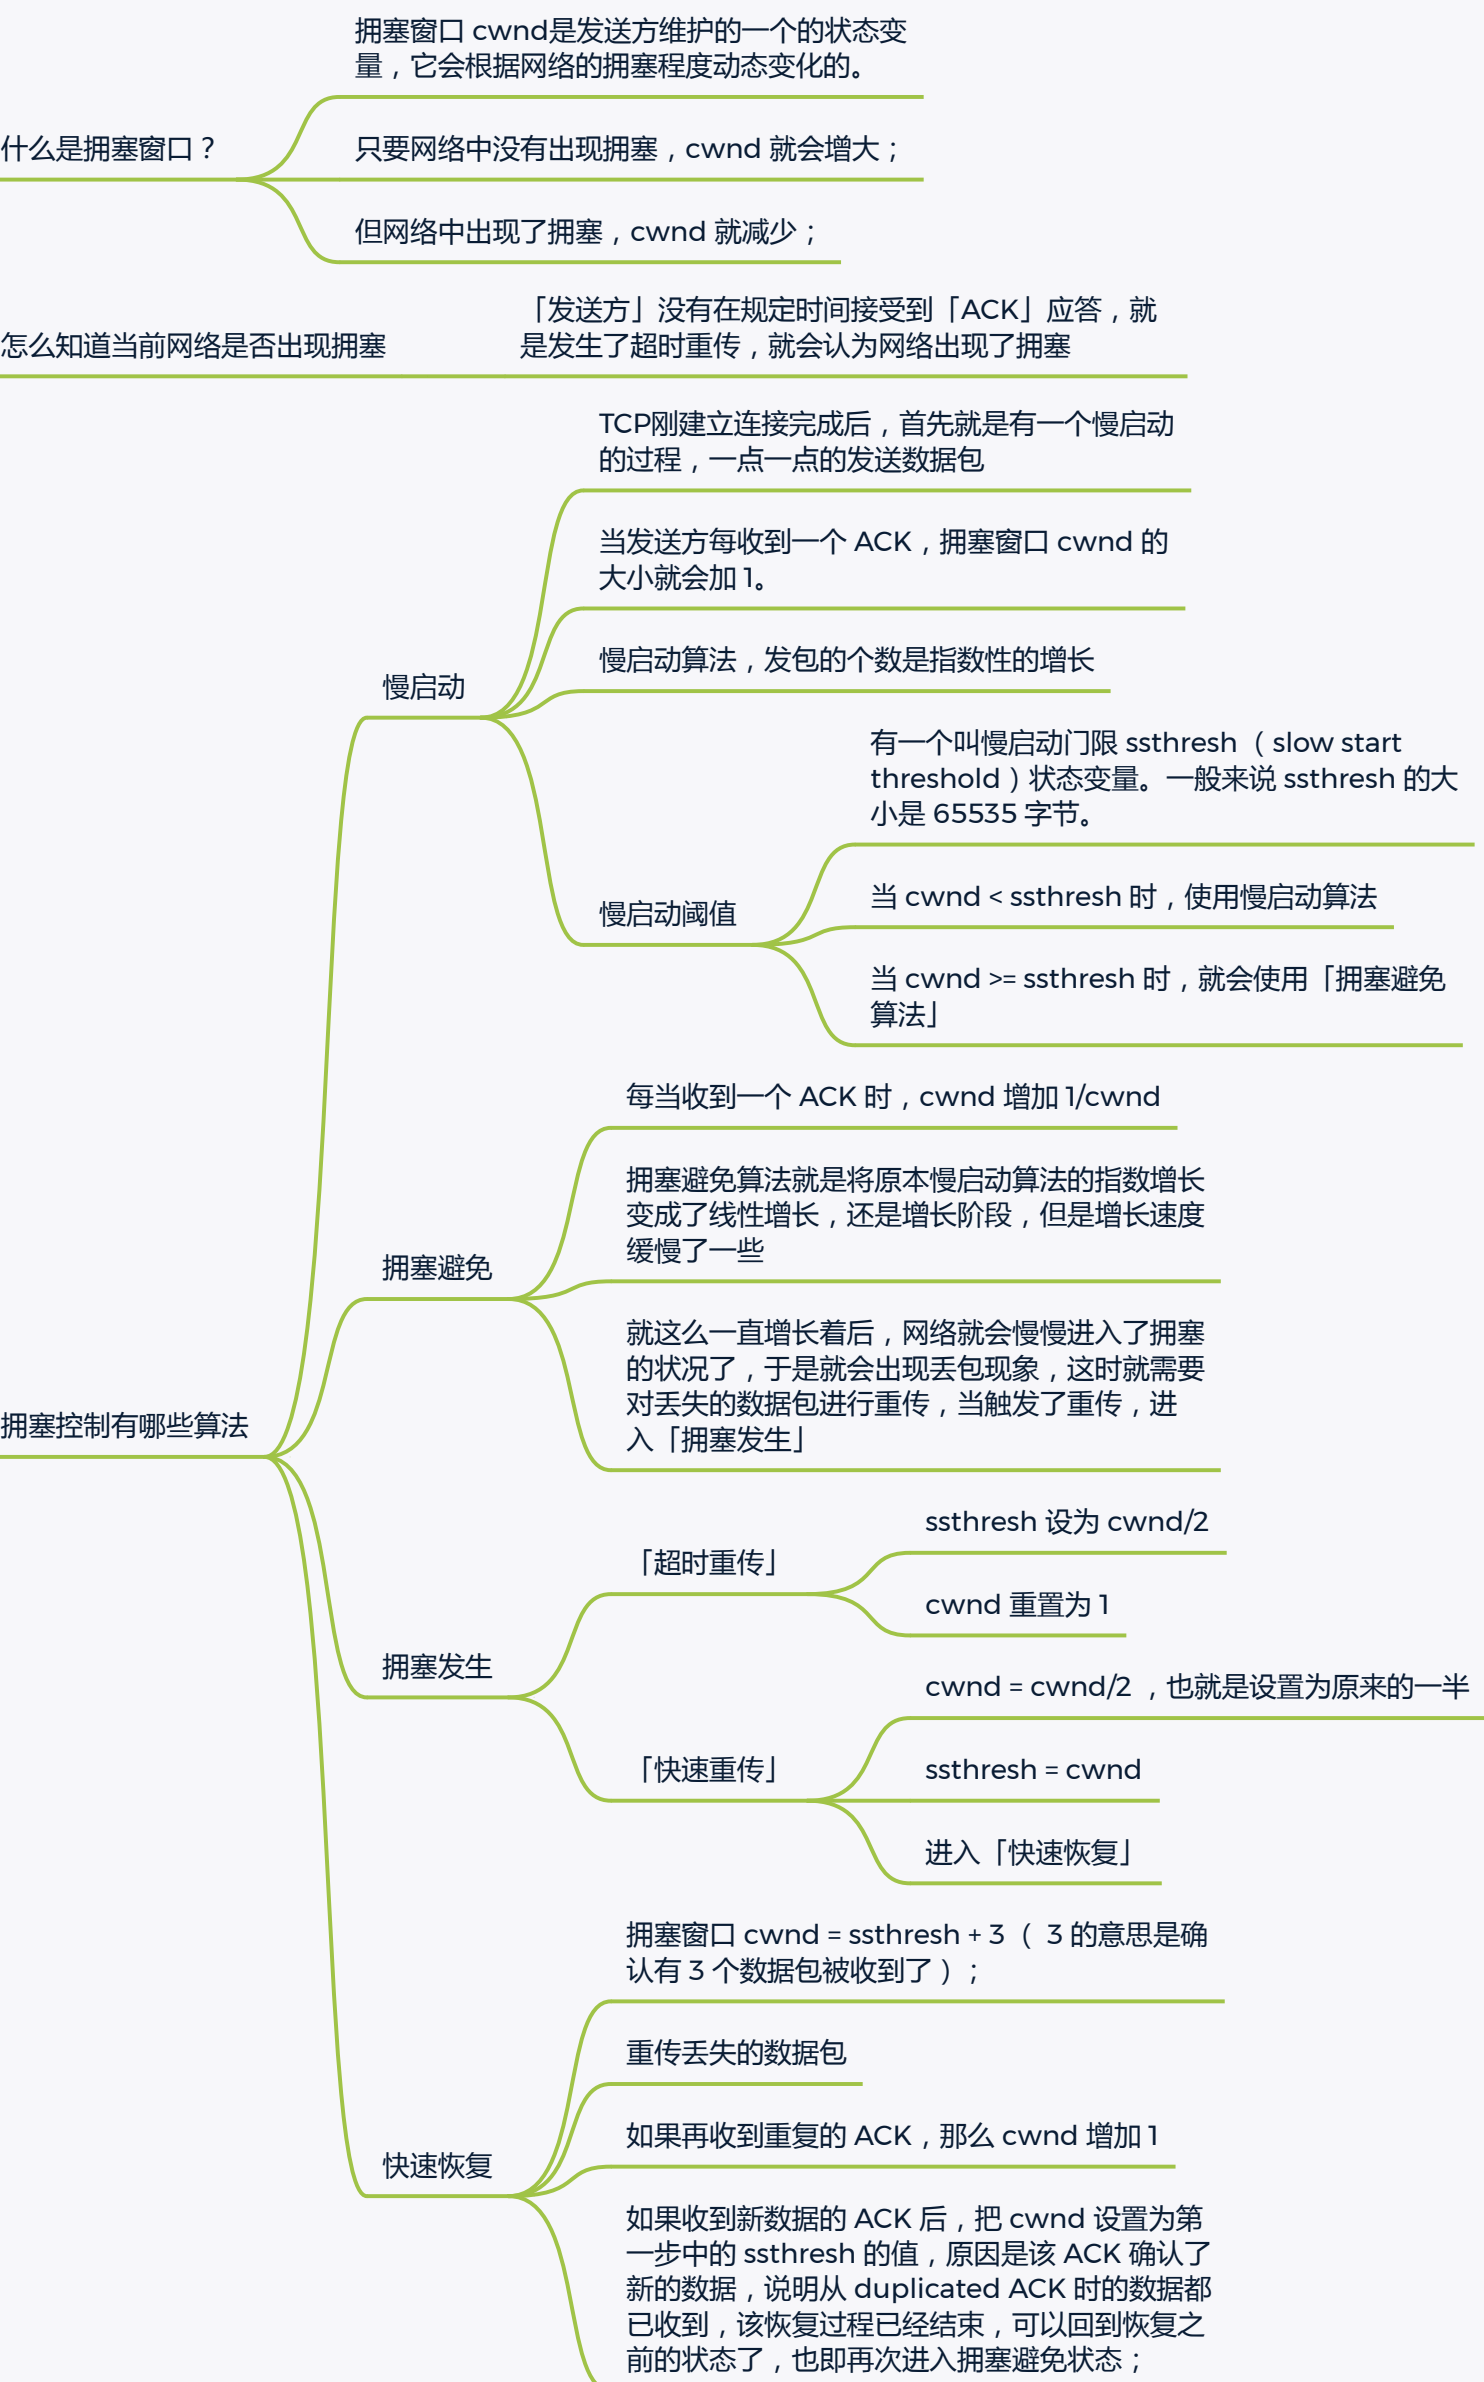 拥塞窗口 cwnd是发送方维护的一个的状态变
量，它会根据网络的拥塞程度动态变化的。
什么是拥塞窗口？
只要网络中没有出现拥塞，cwnd 就会增大；
但网络中出现了拥塞，cwnd 就减少；
怎么知道当前网络是否出现拥塞
「发送方」没有在规定时间接受到「ACK」应答，就
是发生了超时重传，就会认为网络出现了拥塞
TCP刚建立连接完成后，首先就是有一个慢启动
的过程，一点一点的发送数据包
当发送方每收到一个 ACK，拥塞窗口 cwnd 的
大小就会加 1。
慢启动算法，发包的个数是指数性的增长
慢启动
有一个叫慢启动门限 ssthresh （ slow start
threshold ）状态变量。一般来说 ssthresh 的大
小是 65535 字节。
慢启动阈值
当 cwnd < ssthresh 时，使用慢启动算法
当 cwnd >= ssthresh 时，就会使用「拥塞避免
算法」
每当收到一个 ACK 时，cwnd 增加 1/cwnd
拥塞避免算法就是将原本慢启动算法的指数增长
变成了线性增长，还是增长阶段，但是增长速度
缓慢了一些
拥塞避免
就这么一直增长着后，网络就会慢慢进入了拥塞
的状况了，于是就会出现丢包现象，这时就需要
对丢失的数据包进行重传，当触发了重传，进
入「拥塞发生」
拥塞控制有哪些算法
ssthresh 设为 cwnd/2
「超时重传」
cwnd 重置为 1
拥塞发生
cwnd = cwnd/2 ，也就是设置为原来的一半
「快速重传」
ssthresh = cwnd
进入「快速恢复」
拥塞窗口 cwnd = ssthresh + 3 （ 3 的意思是确
认有 3 个数据包被收到了 ）；
重传丢失的数据包
如果再收到重复的 ACK，那么 cwnd 增加 1
快速恢复
如果收到新数据的 ACK 后，把 cwnd 设置为第
一步中的 ssthresh 的值，原因是该 ACK 确认了
新的数据，说明从 duplicated ACK 时的数据都
已收到，该恢复过程已经结束，可以回到恢复之
前的状态了，也即再次进入拥塞避免状态；